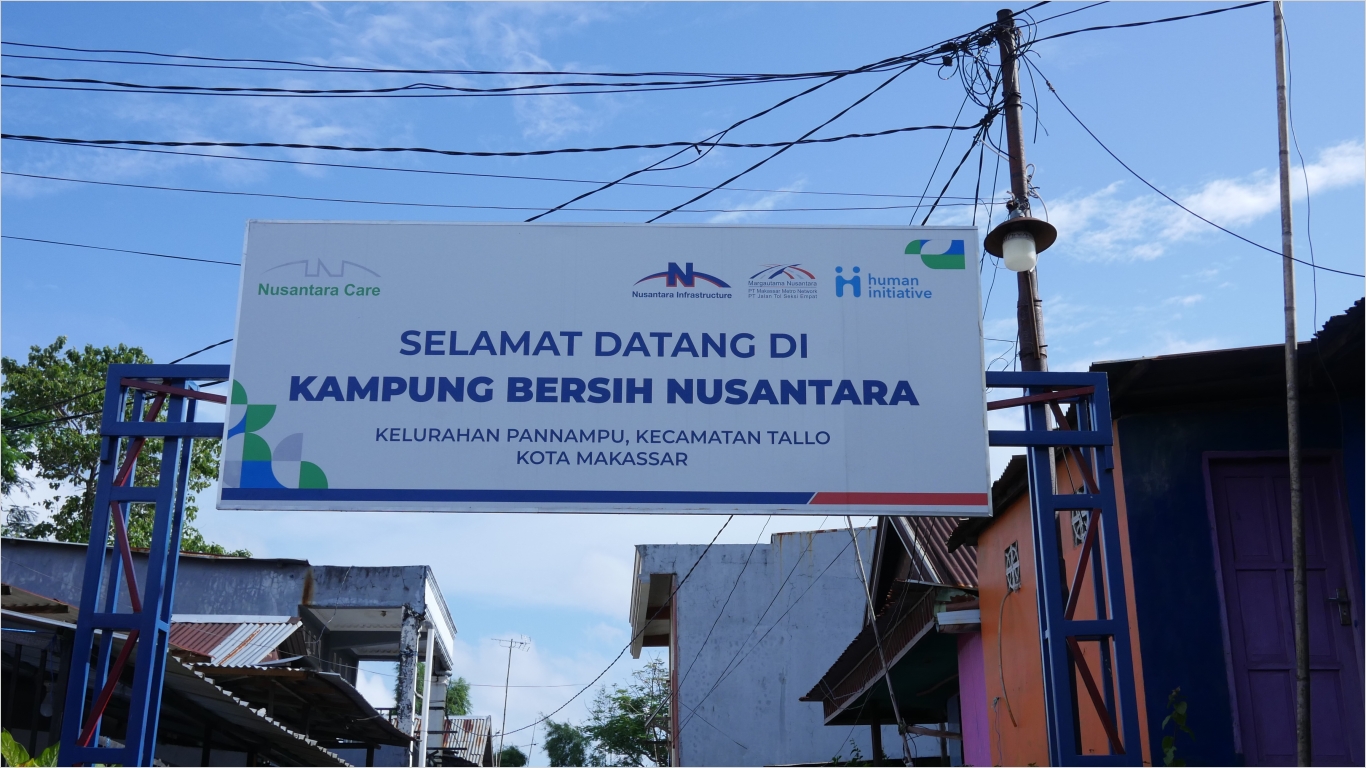 Nusantara Care
Nusantara Infrastructure
Margautama Nusantara
PT Makassar Metro Network
PT Jalan Tol Seksi Empat
human
initiative
SELAMAT DATANG DI
KAMPUNG BERSIH NUSANTARA
KELURAHAN PANNAMPU, KECAMATAN TALLO
KOTA MAKASSAR